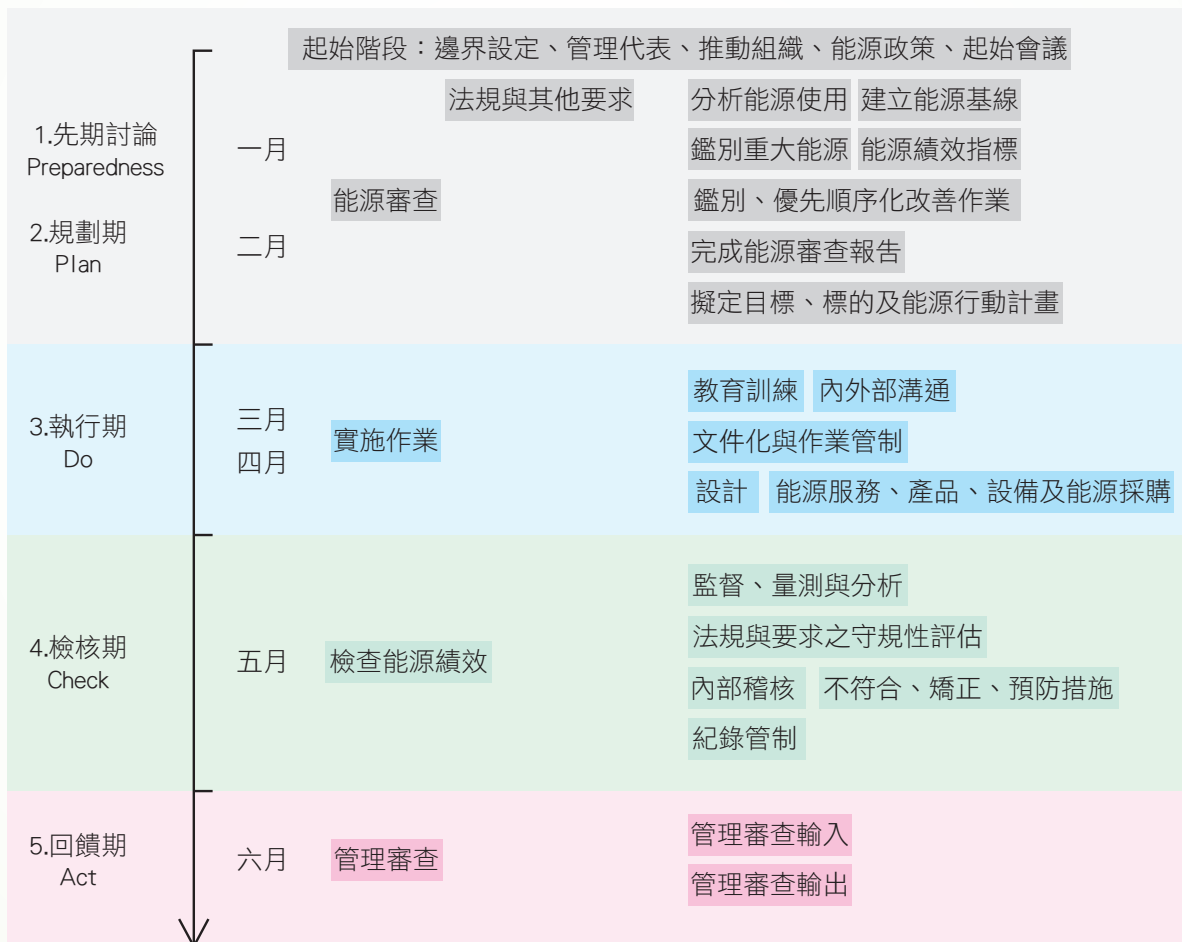 起始階段：邊界設定、管理代表、推動組織、能源政策、起始會議
法規與其他要求 分析能源使用 建立能源基線
1.先期討論
Preparedness
一月
鑑別重大能源 能源績效指標
能源審查
鑑別、優先順序化改善作業
2.規劃期
Plan
二月
完成能源審查報告
擬定目標、標的及能源行動計畫
3.執行期
Do
三月
四月
實施作業
教育訓練 內外部溝通
文件化與作業管制
設計 能源服務、產品、設備及能源採購
4.檢核期
Check
五月
檢查能源績效
監督、量測與分析
法規與要求之守規性評估
內部稽核 不符合、矯正、預防措施
紀錄管制
5.回饋期
Act
六月
管理審查
管理審查輸入
管理審查輸出